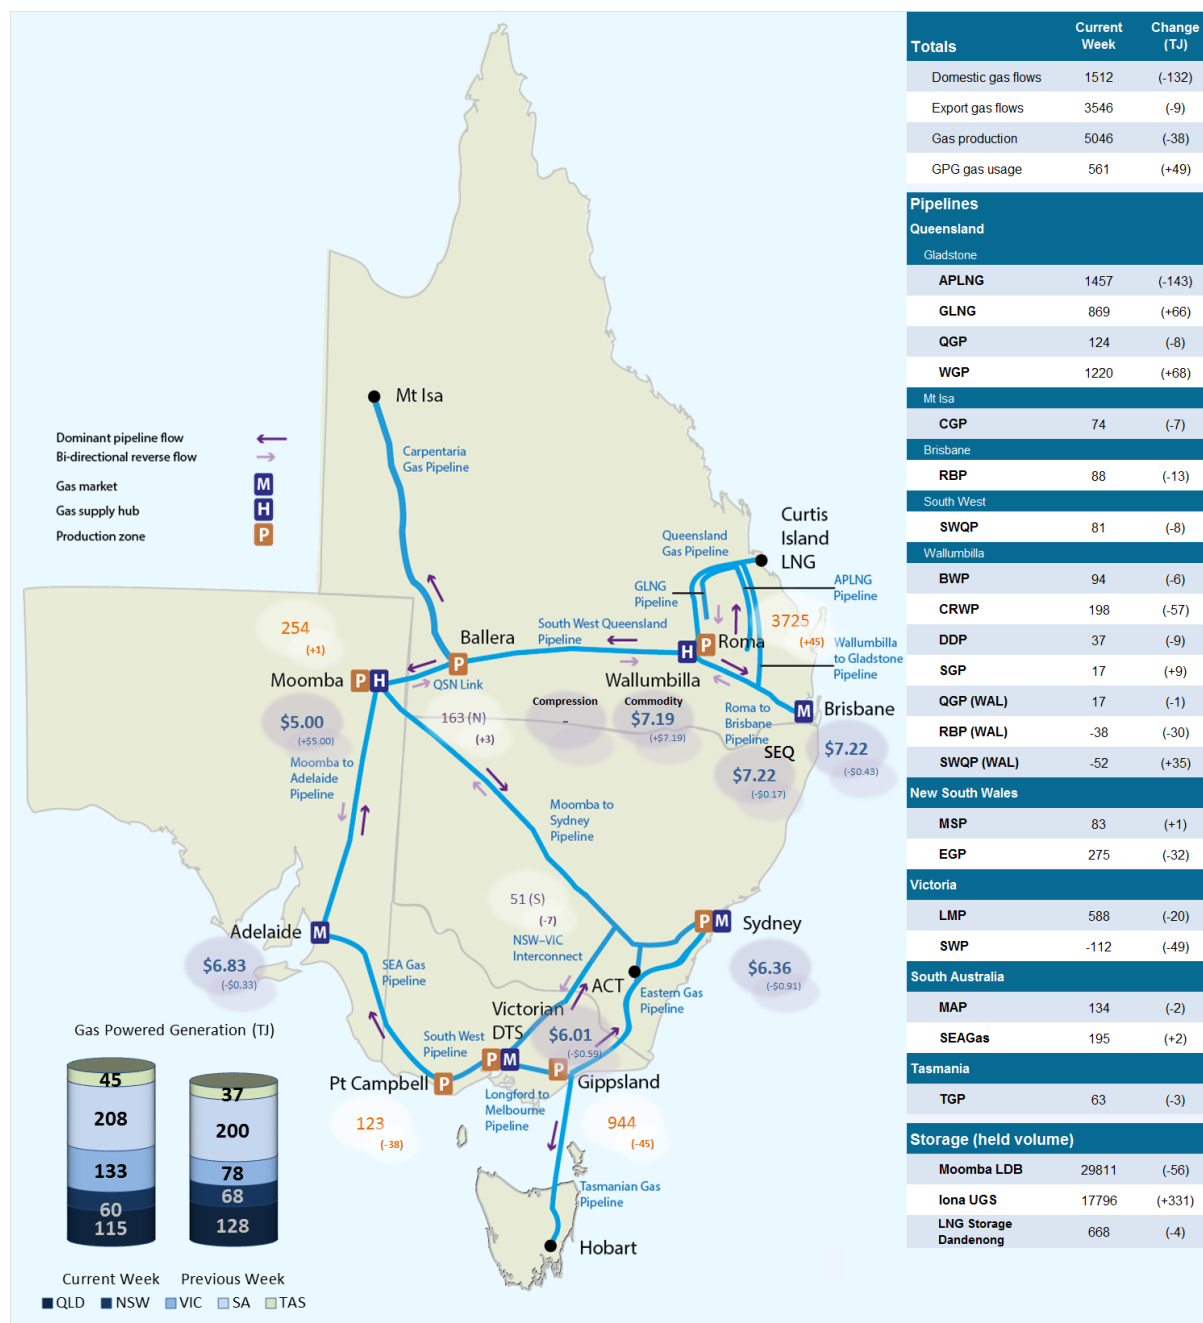 Mt Isa
Carpentaria
Gas Pipeline
Dominant pipeline flow
Bi-directional reverse flow
Gas market
M
Gas supply hub
H
Production zone
P
Curtis
Island
LNG
Queensland
Gas Pipeline
GLNG
Pipeline
APLNG
Pipeline
3725
(+45)
Wallumbilla
to Gladstone
Pipeline
254
(+1)
Ballera
P
South West Queensland
Pipeline
H
P
Roma
Moomba
P
H
QSN Link
Wallumbilla
Roma to
Brisbane
Pipeline
M
Brisbane
$5.00
(+$5.00)
163 (N)
(+3)
Compression
-
Commodity
$7.19
(+$7.19)
SEQ
$7.22
(-$0.17)
$7.22
(-$0.43)
Moomba to
Adelaide
Pipeline
Moomba to
Sydney
Pipeline
51 (S)
(-7)
NSW–VIC
Interconnect
P
M
Sydney
$6.36
(-$0.91)
Adelaide
M
$6.83
(-$0.33)
SEA Gas
Pipeline
ACT
Eastern Gas
Pipeline
Victorian
DTS
$6.01
(-$0.59)
South West
Pipeline
P
M
P
Gippsland
Pt Campbell
P
Longford to
Melbourne
Pipeline
123
(-38)
944
(-45)
Tasmanian Gas
Pipeline
Hobart
Gas Powered Generation (TJ)
45
208
133
60
115
37
200
78
68
128
Current Week
Previous Week
QLD
NSW
VIC
SA
TAS
Totals Current Week Change (TJ)
Domestic gas flows 1512 (-132)
Export gas flows 3546 (-9)
Gas production 5046 (-38)
GPG gas usage 561 (+49)
Pipelines
Queensland
Gladstone
APLNG 1457 (-143)
GLNG 869 (+66)
QGP 124 (-8)
WGP 1220 (+68)
Mt Isa
CGP 74 (-7)
Brisbane
RBP 88 (-13)
South West
SWQP 81 (-8)
Wallumbilla
BWP 94 (-6)
CRWP 198 (-57)
DDP 37 (-9)
SGP 17 (+9)
QGP (WAL) 17 (-1)
RBP (WAL) -38 (-30)
SWQP (WAL) -52 (+35)
New South Wales
MSP 83 (+1)
EGP 275 (-32)
Victoria
LMP 588 (-20)
SWP -112 (-49)
South Australia
MAP 134 (-2)
SEAGas 195 (+2)
Tasmania
TGP 63 (-3)
Storage (held volume)
Moomba LDB 29811 (-56)
Iona UGS 17796 (+331)
LNG Storage Dandenong 668 (-4)